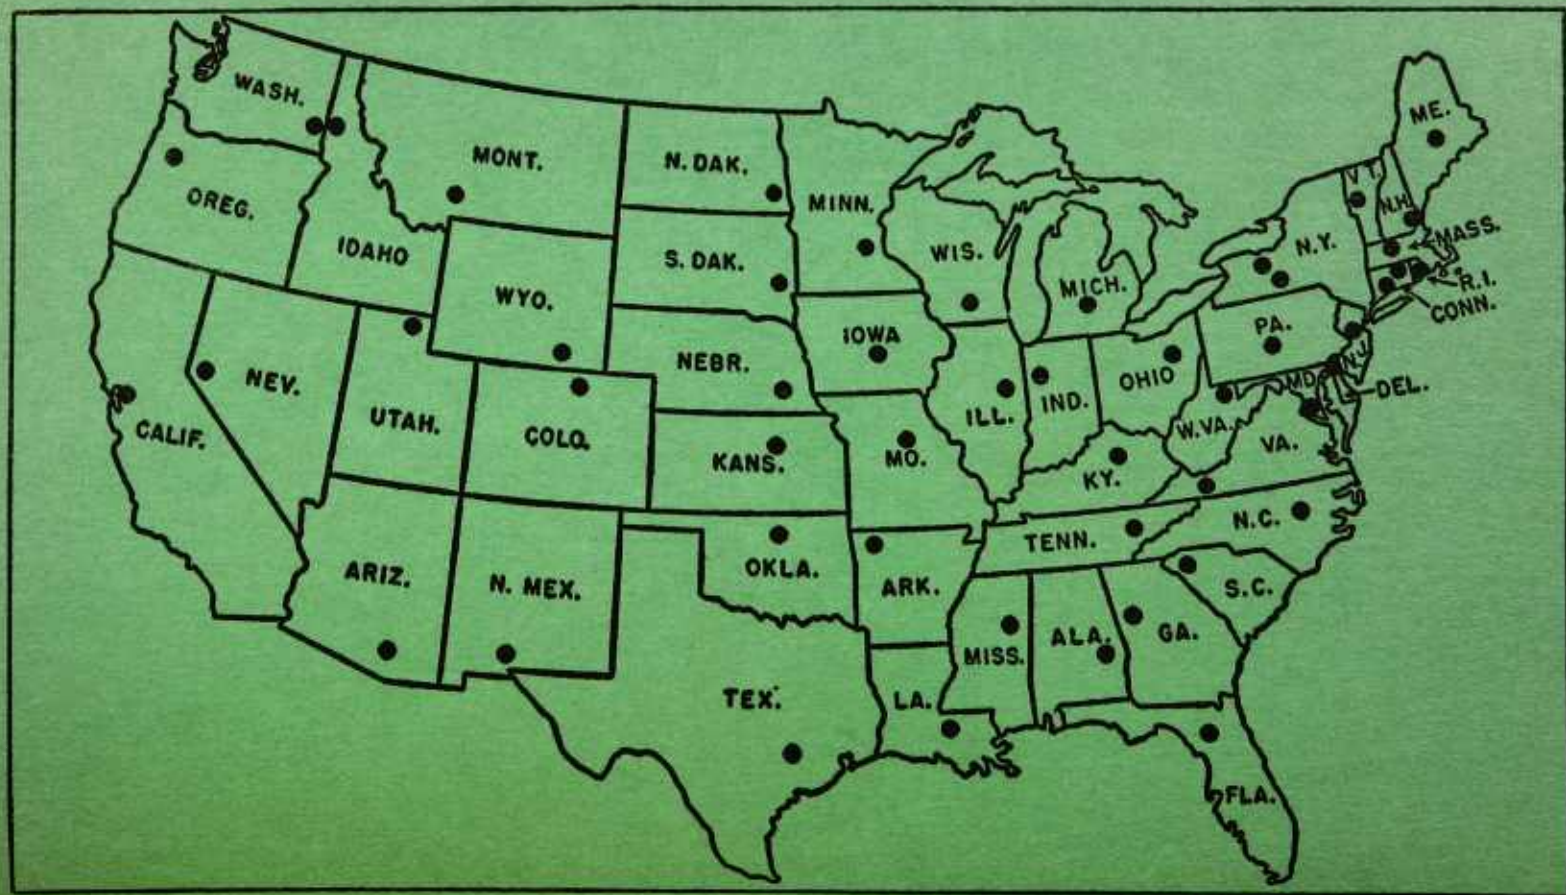 WASH.
MONT.
N. DAK.
MINN.
ME.
OREG.
IDAHO
WYO.
S. DAK.
WIS.
MICH.
N.Y.
VT.
N.H.
MASS.
R.I.
CONN.
NEV.
UTAH.
COLO.
NEBR.
IOWA
ILL.
IND.
OHIO
PA.
N.J.
MD.
DEL.
CALIF.
KANS.
MO.
KY.
W.VA.
VA.
ARIZ.
N. MEX.
OKLA.
ARK.
TENN.
N.C.
S.C.
TEX.
LA.
MISS.
ALA.
GA.
FLA.